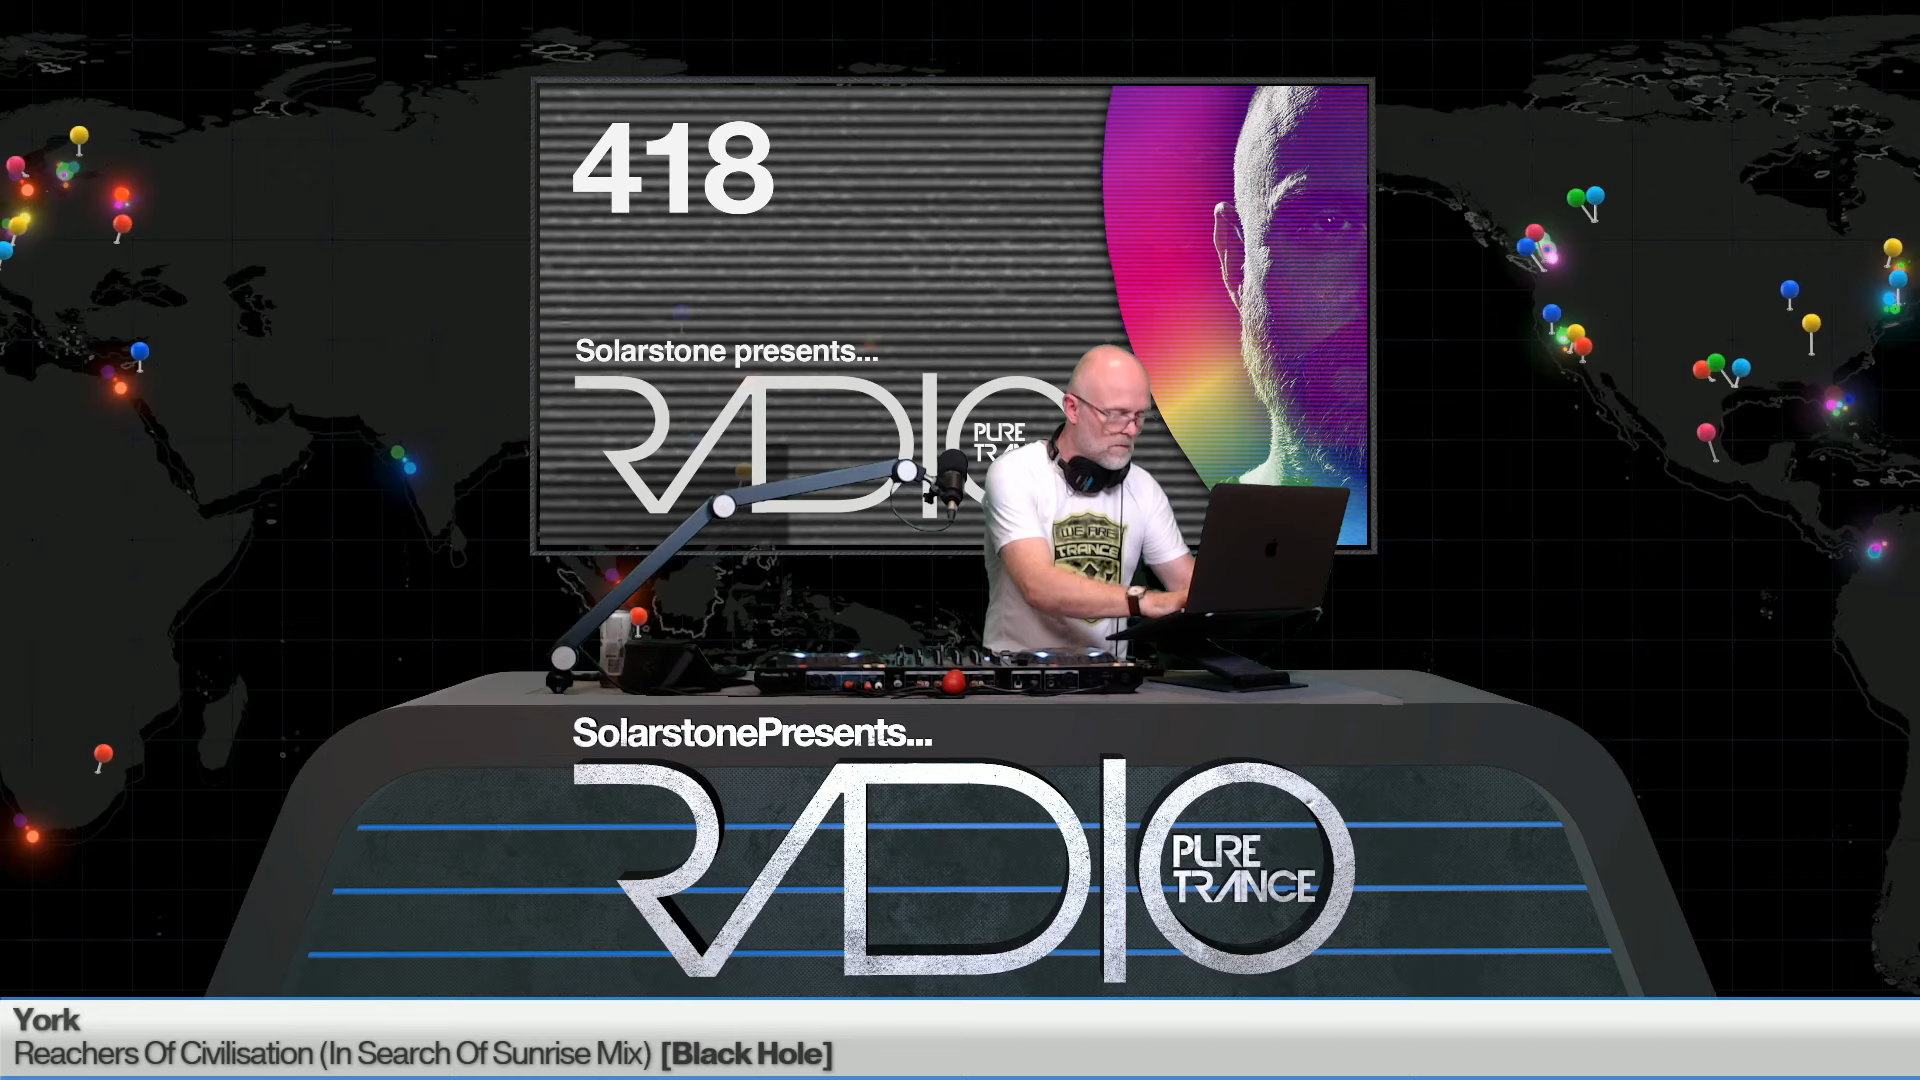 418
Solarstone presents...
RADIO
PURE
TRANCE
WE ARE
TRANCE
SolarstonePresents...
RADIO
PURE
TRANCE
York
Reachers Of Civilisation (In Search Of Sunrise Mix) [Black Hole]